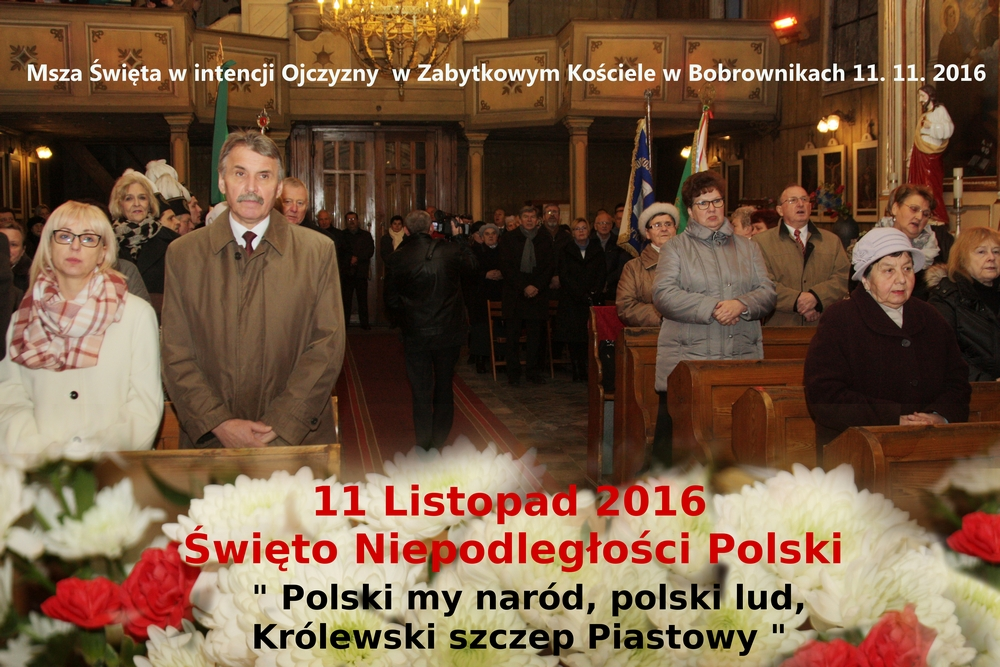 Msza Święta w intencji Ojczyzny w Zabytkowym Kościele w Bobrownikach 11. 11. 2016
11 Listopad 2016
Święto Niepodległości Polski
" Polski my naród, polski lud,
Królewski szczep Piastowy "